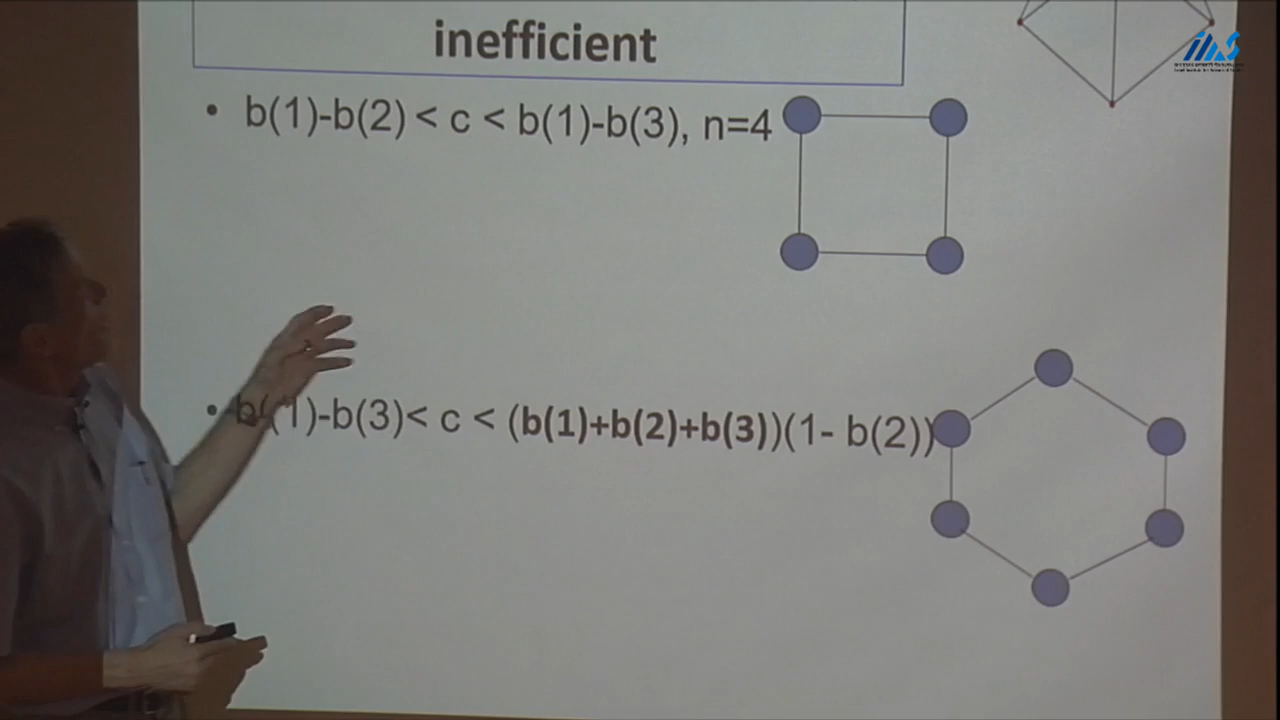 inefficient
• b(1)-b(2) < c < b(1)-b(3), n=4
• b(1)-b(3)< c < (b(1)+b(2)+b(3))(1- b(2))